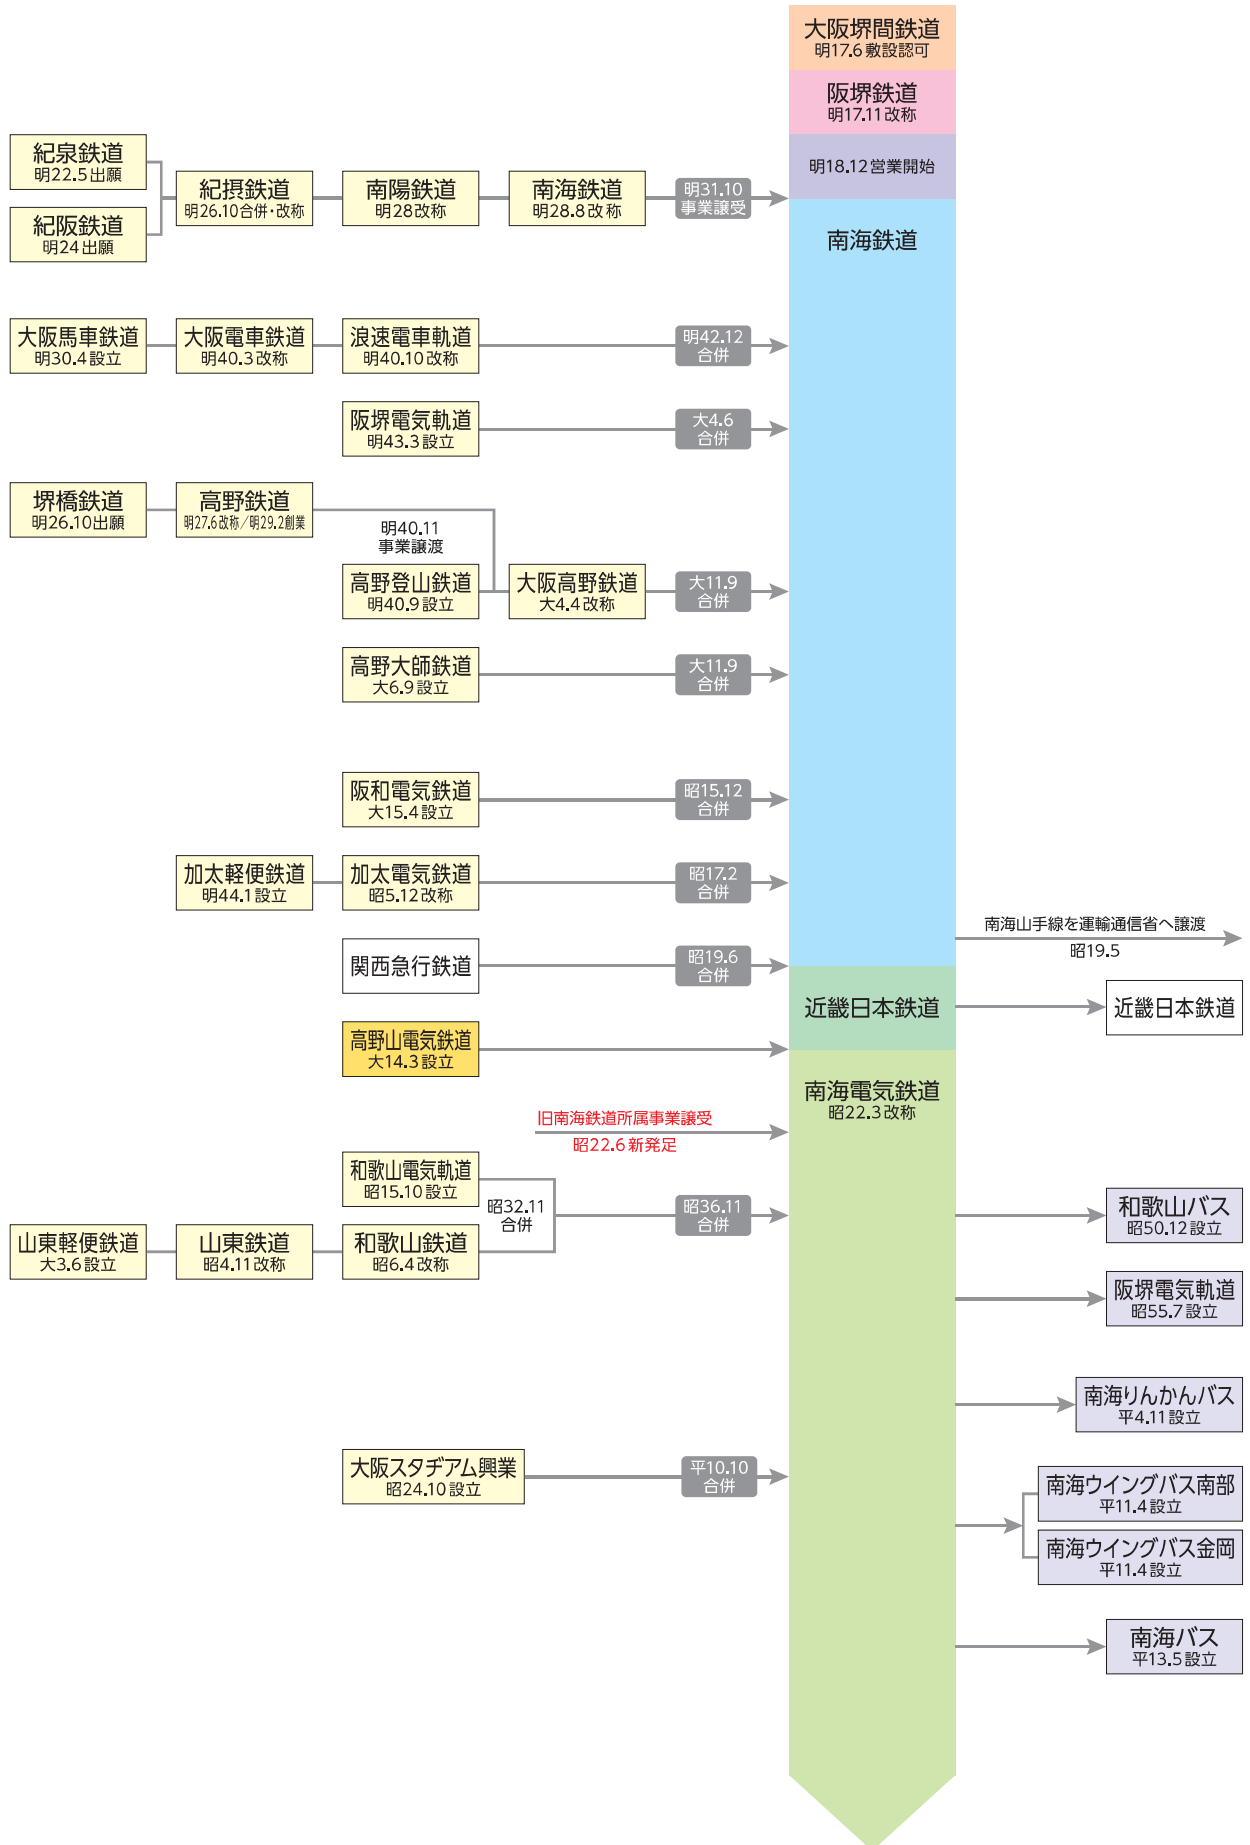 大阪堺間鉄道
明17.6敷設認可
阪堺鉄道
明17.11改称
明18.12営業開始
紀泉鉄道
明22.5出願
紀阪鉄道
明24出願
紀摂鉄道
明26.10合併・改称
南陽鉄道
明28改称
南海鉄道
明28.8改称
明31.10
事業譲受
南海鉄道
大阪馬車鉄道
明30.4設立
大阪電車鉄道
明40.3改称
浪速電車軌道
明40.10改称
明42.12
合併
阪堺電気軌道
明43.3設立
大4.6
合併
堺橋鉄道
明26.10出願
高野鉄道
明27.6改称/明29.2創業
明40.11
事業譲渡
高野登山鉄道
明40.9設立
大阪高野鉄道
大4.4改称
大11.9
合併
高野大師鉄道
大6.9設立
大11.9
合併
阪和電気鉄道
大15.4設立
昭15.12
合併
加太軽便鉄道
明44.1設立
加太電気鉄道
昭5.12改称
昭17.2
合併
南海山手線を運輸通信省へ譲渡
昭19.5
関西急行鉄道
昭19.6
合併
近畿日本鉄道
近畿日本鉄道
高野山電気鉄道
大14.3設立
南海電気鉄道
昭22.3改称
旧南海鉄道所属事業譲受
昭22.6新発足
和歌山電気軌道
昭15.10設立
山東軽便鉄道
大3.6設立
山東鉄道
昭4.11改称
和歌山鉄道
昭6.4改称
昭32.11
合併
昭36.11
合併
和歌山バス
昭50.12設立
阪堺電気軌道
昭55.7設立
南海りんかんバス
平4.11設立
大阪スタヂアム興業
昭24.10設立
平10.10
合併
南海ウイングバス南部
平11.4設立
南海ウイングバス金岡
平11.4設立
南海バス
平13.5設立